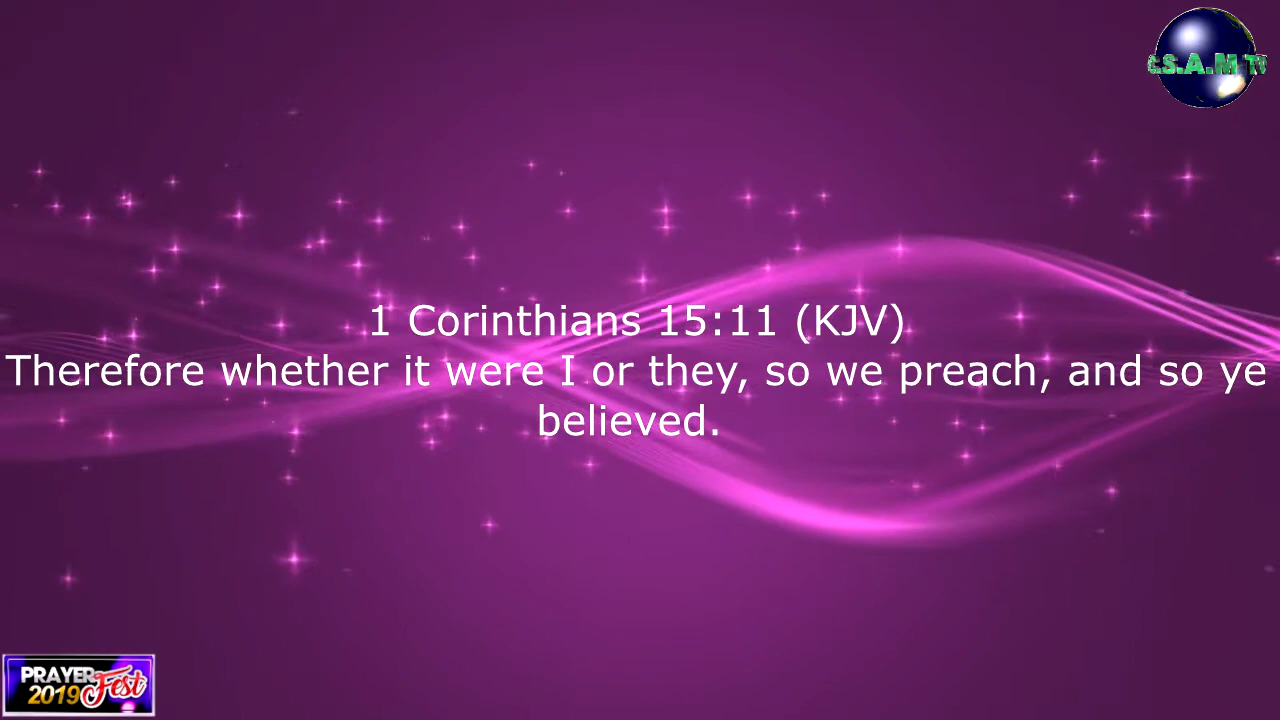 C.S.A.M TV
1 Corinthians 15:11 (KJV)
Therefore whether it were I or they, so we preach, and so ye
believed.
PRAYER
2019 Fest